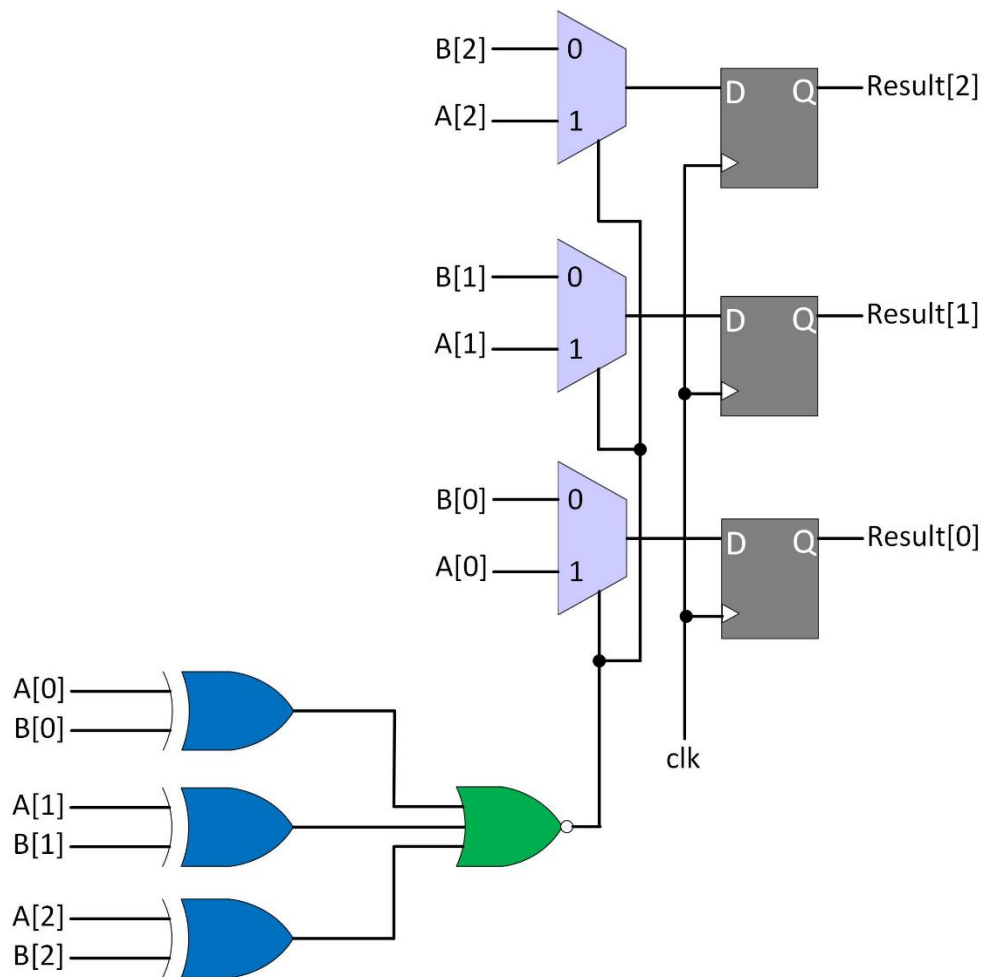 B[2]
0
A[2]
1
D
Q
Result[2]
B[1]
0
A[1]
1
D
Q
Result[1]
B[0]
0
A[0]
1
D
Q
Result[0]
A[0]
B[0]
clk
A[1]
B[1]
A[2]
B[2]